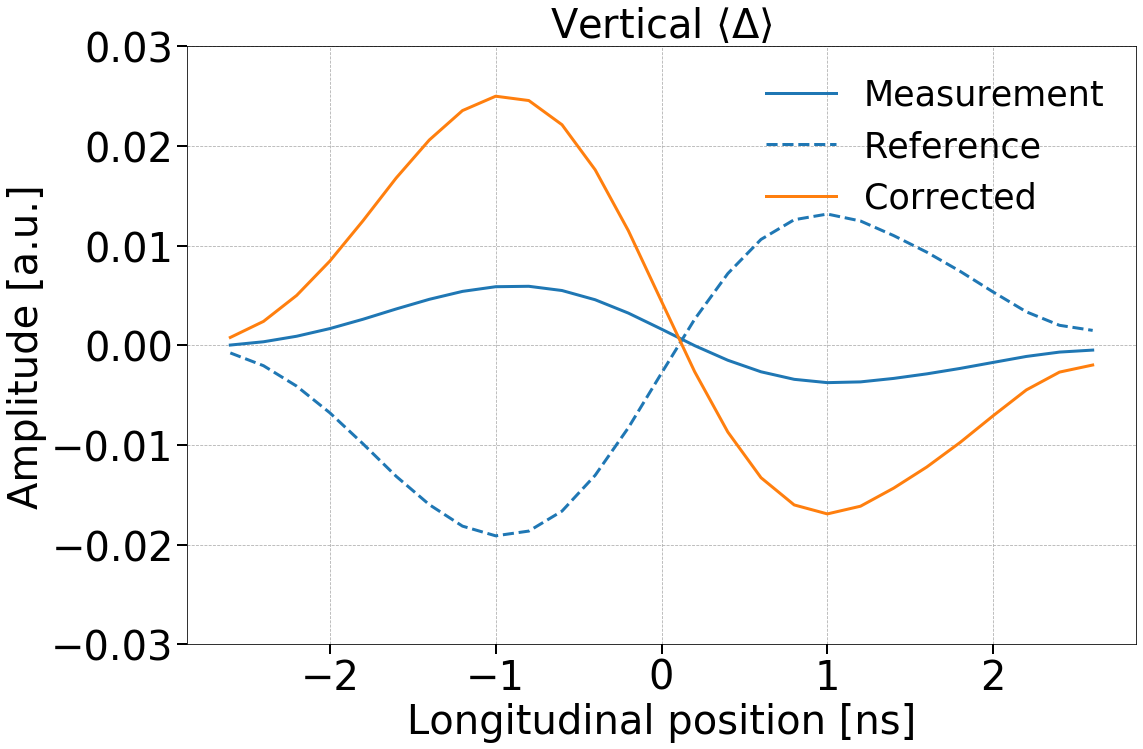 Vertical ⟨Δ⟩
0.03
0.02
0.01
0.00
−0.01
−0.02
−0.03
Amplitude [a.u.]
Measurement
Reference
Corrected
−2 −1 0 1 2
Longitudinal position [ns]